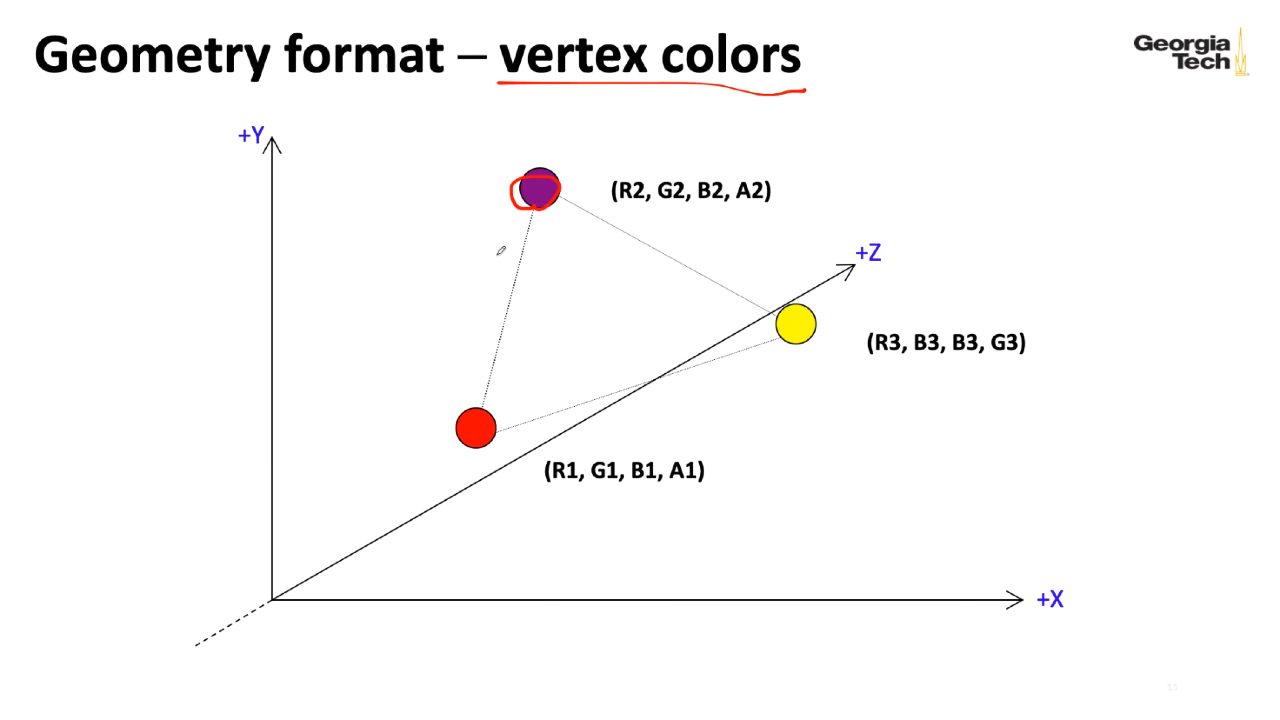 Geometry format – vertex colors
Georgia
Tech
+Y
(R2, G2, B2, A2)
+Z
(R3, B3, B3, G3)
(R1, G1, B1, A1)
+X